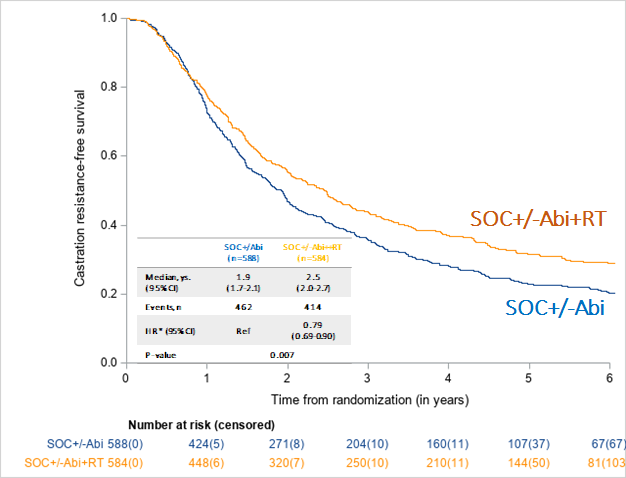 1.0
0.8
0.6
0.4
0.2
0.0
Castration resistance-free survival
SOC+/-Abi+RT
SOC+/-Abi
SOC+/Abi SOC+/-Abi++RT
(n=588) (n=584)
Median, ys. 1.9 2.5
(95%CI) (1.7-2.1) (2.0-2.7)
Events, n 462 414
HR* (95%CI) Ref 0.79
(0.69-0.90)
P-value 0.007
0 1 2 3 4 5 6
Time from randomization (in years)
Number at risk (censored)
SOC+/-Abi 588(0) 424(5) 271(8) 204(10) 160(11) 107(37) 67(67)
SOC+/-Abi+RT 584(0) 448(6) 320(7) 250(10) 210(11) 144(50) 81(103